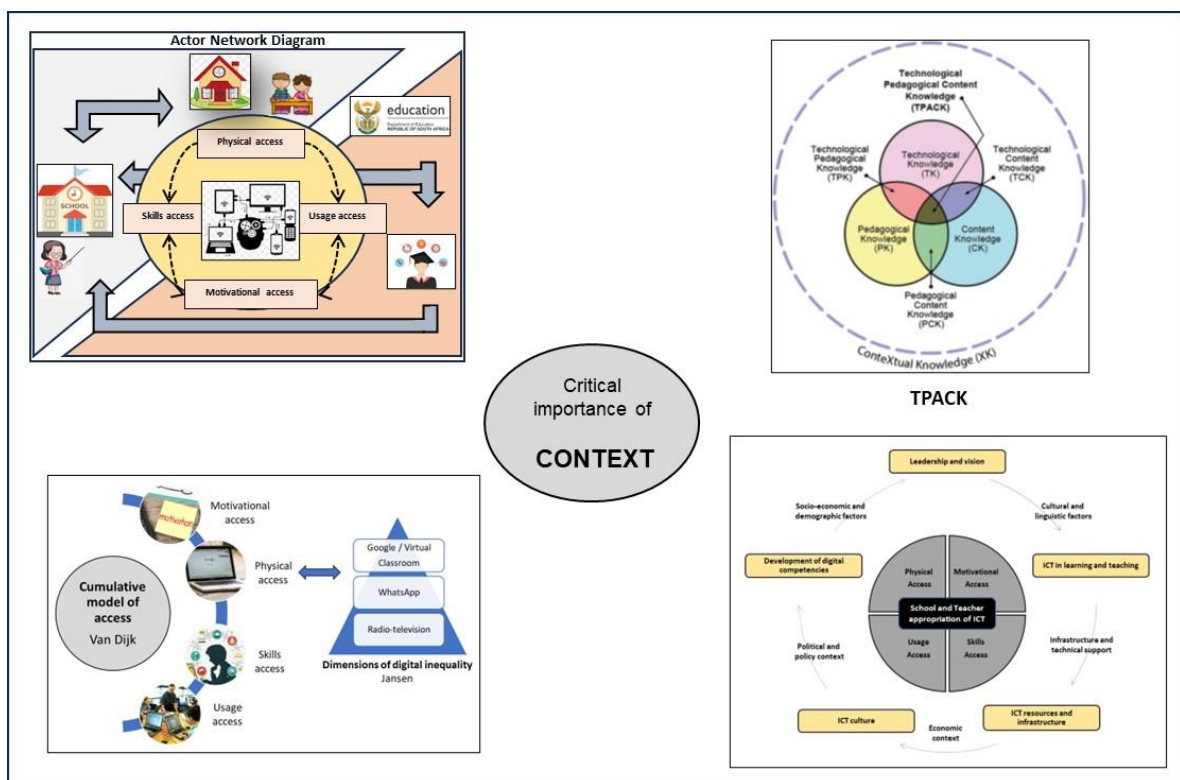 Actor Network Diagram
education
Department of Education
REPUBLIC OF SOUTH AFRICA
Physical access
SCHOOL
Skills access
Usage access
Motivational access
Technological
Pedagogical Content
Knowledge
(TPACK)
Technological
Pedagogical
Knowledge
(TPK)
Technological
Knowledge
(TK)
Technological
Content
Knowledge
(TCK)
Pedagogical
Knowledge
(PK)
Content
Knowledge
(CK)
Pedagogical
Content
Knowledge
(PCK)
ConteXtual Knowledge (XK)
TPACK
Critical
importance of
CONTEXT
motivation
Motivational
access
Physical
access
Cumulative
model of
access
Van Dijk
Skills
access
Usage
access
Google / Virtual
Classroom
WhatsApp
Radio-television
Dimensions of digital inequality
Jansen
Leadership and vision
Socio-economic and
demographic factors
Cultural and
linguistic factors
Development of digital
competencies
ICT in learning and teaching
Physical
Access
Motivational
Access
School and Teacher
appropriation of ICT
Usage
Access
Skills
Access
Political and
policy context
Infrastructure and
technical support
ICT culture
Economic
context
ICT resources and
infrastructure